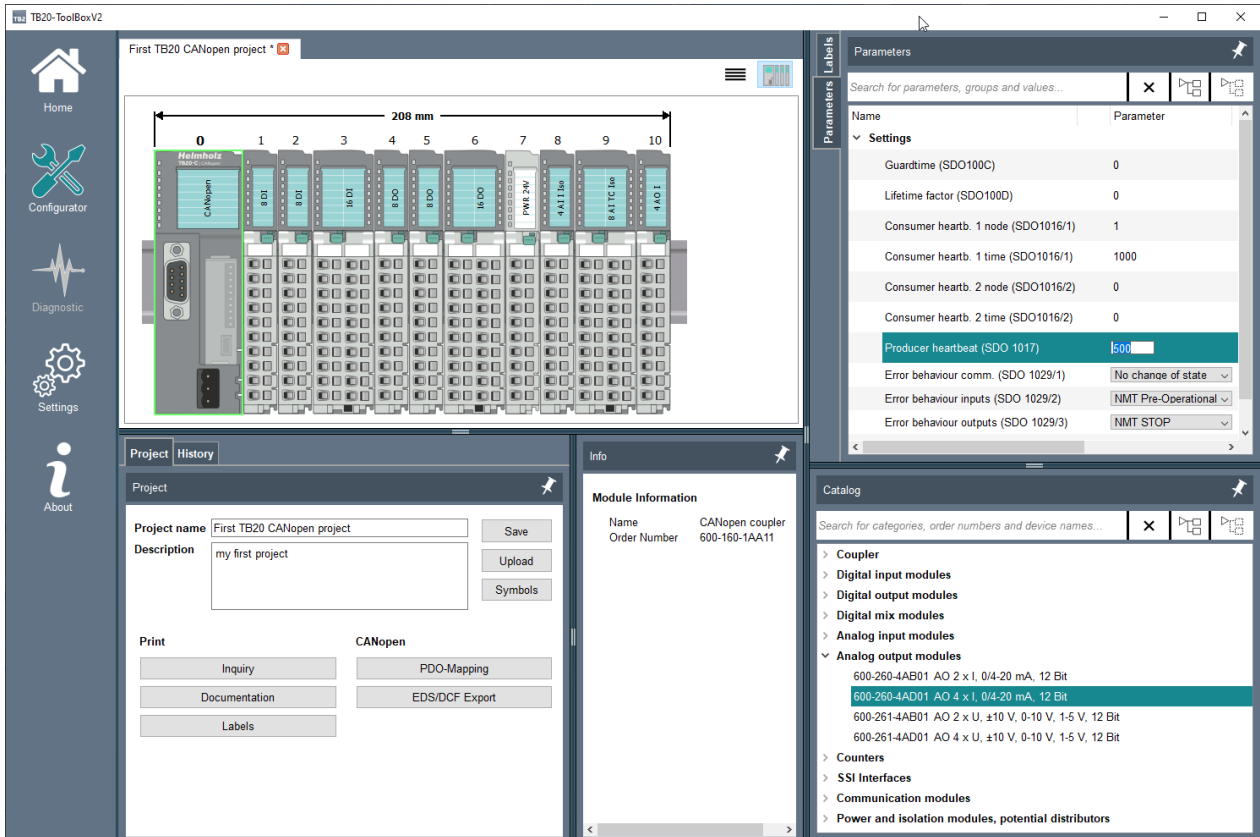 TB2 TB20-ToolBoxV2
Home
Configurator
Diagnostic
Settings
About
First TB20 CANopen project *
208 mm
0 1 2 3 4 5 6 7 8 9 10
Helmholz
TB20-C | CANopen
CANopen
8 DI
8 DI
16 DI
8 DO
8 DO
16 DO
PWR 24V
4 AI I Iso
8 AI TC Iso
4 AO I
Project History
Project
Project name First TB20 CANopen project
Description my first project
Save
Upload
Symbols
Print CANopen
Inquiry PDO-Mapping
Documentation EDS/DCF Export
Labels
Info
Module Information
Name CANopen coupler
Order Number 600-160-1AA11
Labels
Parameters
Parameters
Search for parameters, groups and values...
Name Parameter
Settings
Guardtime (SDO100C) 0
Lifetime factor (SDO100D) 0
Consumer heartb. 1 node (SDO1016/1) 1
Consumer heartb. 1 time (SDO1016/1) 1000
Consumer heartb. 2 node (SDO1016/2) 0
Consumer heartb. 2 time (SDO1016/2) 0
Producer heartbeat (SDO 1017) 500
Error behaviour comm. (SDO 1029/1) No change of state
Error behaviour inputs (SDO 1029/2) NMT Pre-Operational
Error behaviour outputs (SDO 1029/3) NMT STOP
Catalog
Search for categories, order numbers and device names...
Coupler
Digital input modules
Digital output modules
Digital mix modules
Analog input modules
Analog output modules
600-260-4AB01 AO 2 x I, 0/4-20 mA, 12 Bit
600-260-4AD01 AO 4 x I, 0/4-20 mA, 12 Bit
600-261-4AB01 AO 2 x U, ±10 V, 0-10 V, 1-5 V, 12 Bit
600-261-4AD01 AO 4 x U, ±10 V, 0-10 V, 1-5 V, 12 Bit
Counters
SSI Interfaces
Communication modules
Power and isolation modules, potential distributors